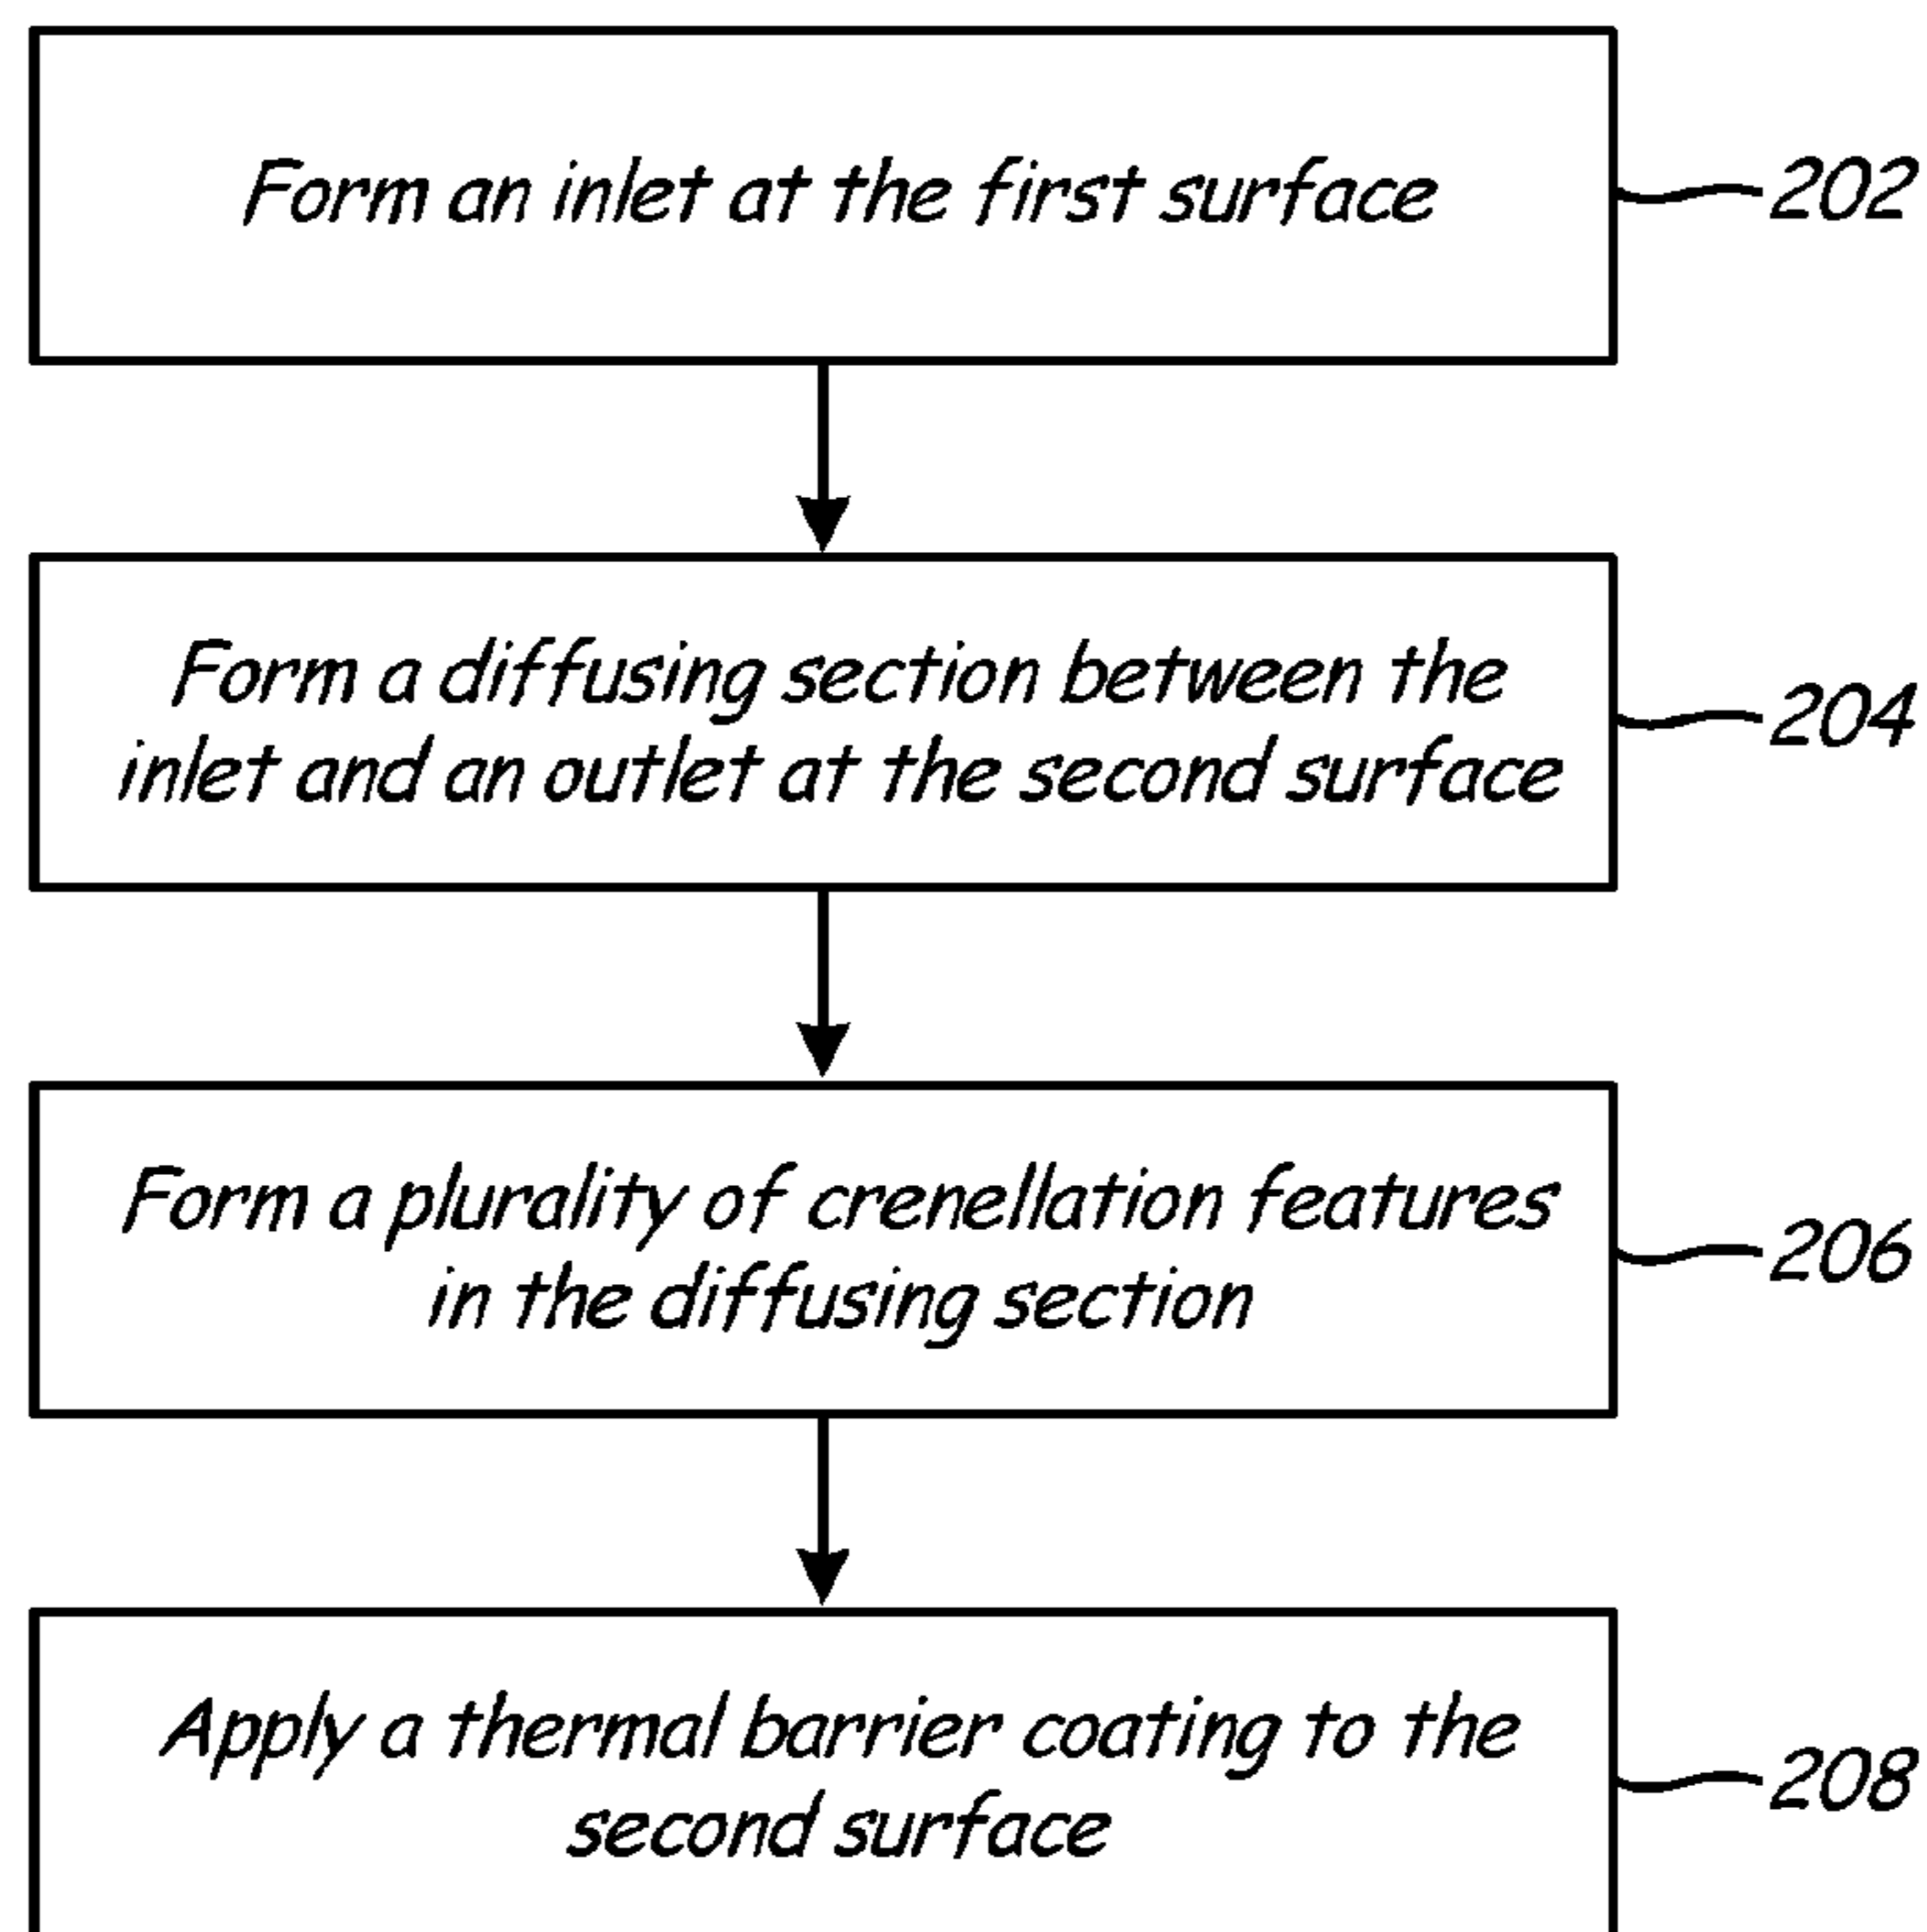 Form an inlet at the first surface
202
Form a diffusing section between the
inlet and an outlet at the second surface
204
Form a plurality of crenellation features
in the diffusing section
206
Apply a thermal barrier coating to the
second surface
208